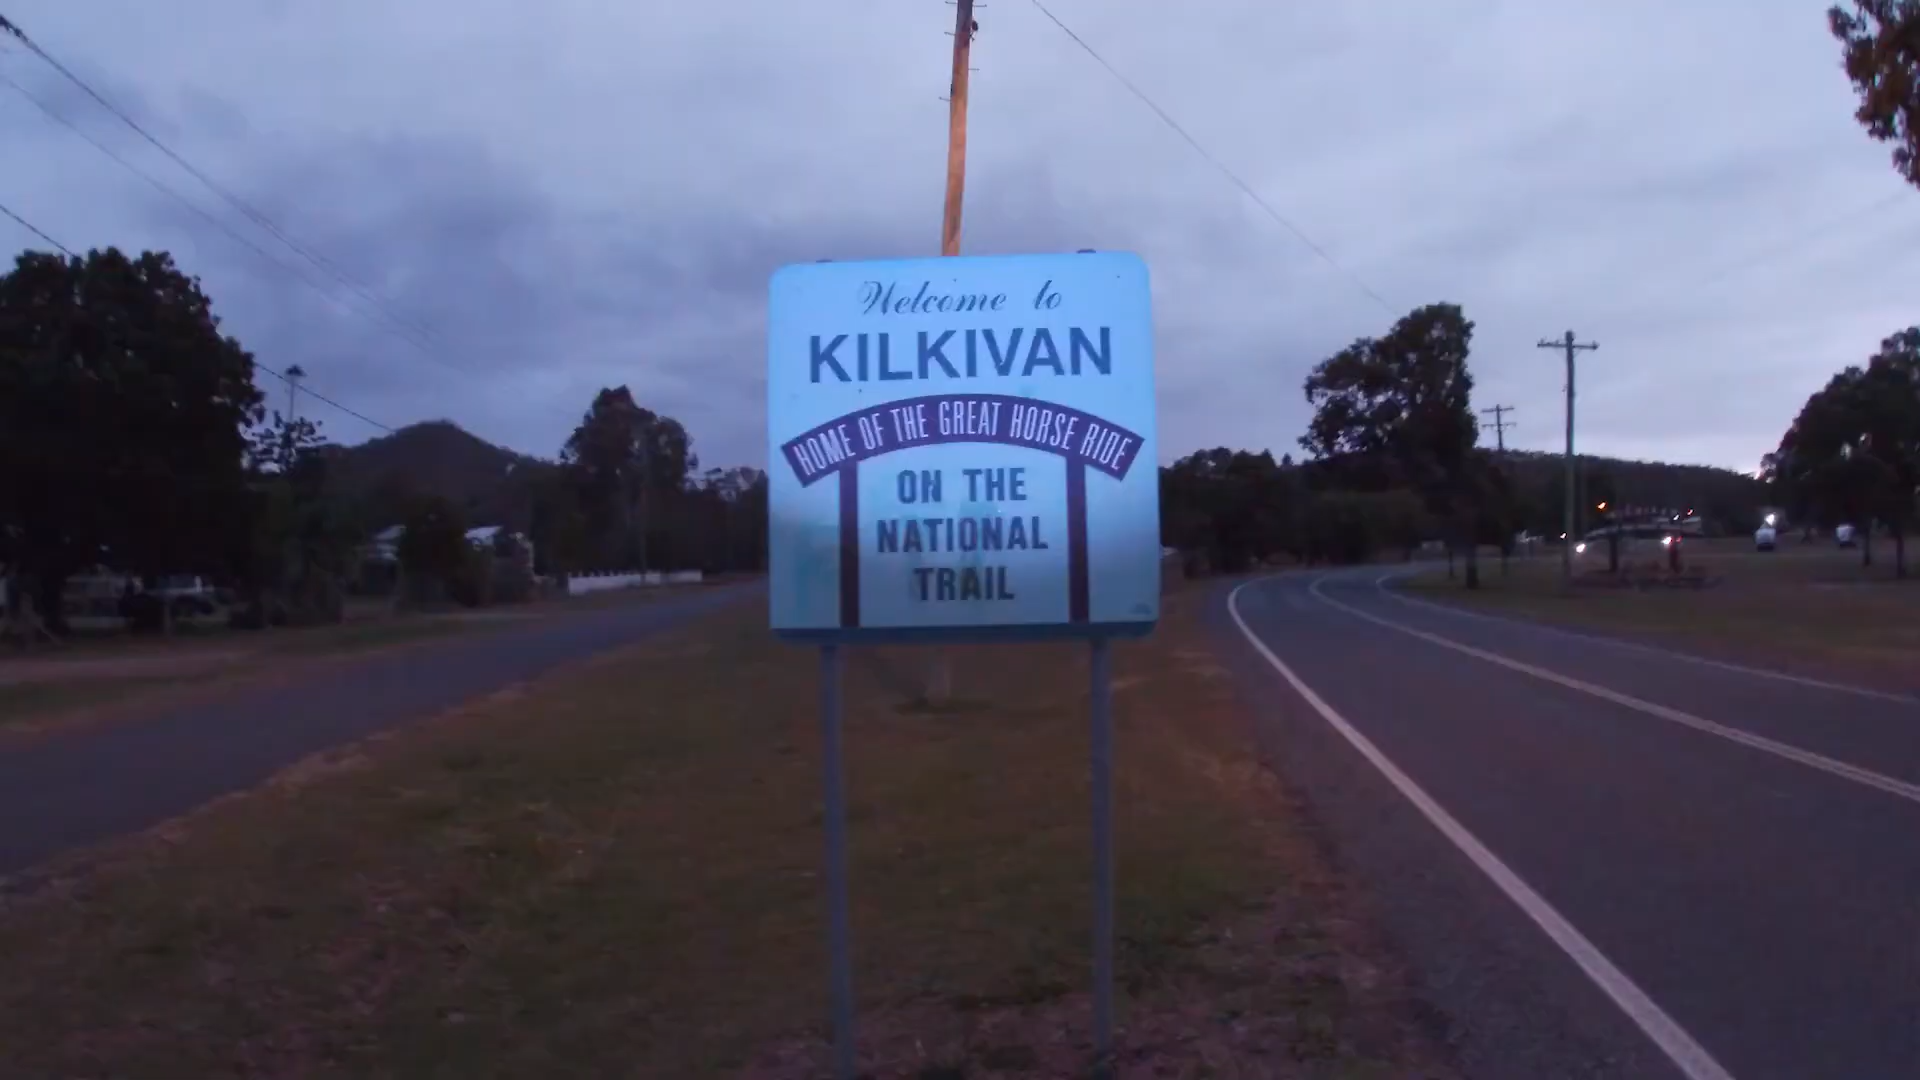 Welcome to
KILKIVAN
HOME OF THE GREAT HORSE RIDE
ON THE
NATIONAL
TRAIL